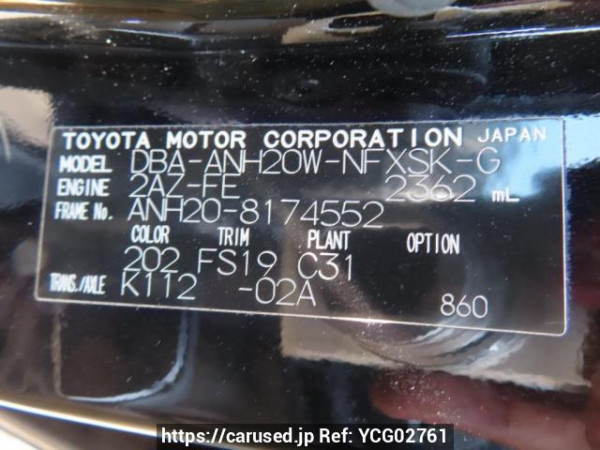 TOYOTA MOTOR CORPORATION JAPAN
MODEL DBA-ANH20W-NFXSK-G
ENGINE 2AZ-FE 2362 mL
FRAME No. ANH20-8174552
COLOR TRIM PLANT OPTION
202 FS19 C31
TRANS./AXLE K112 -02A 860
https://carused.jp Ref: YCG02761